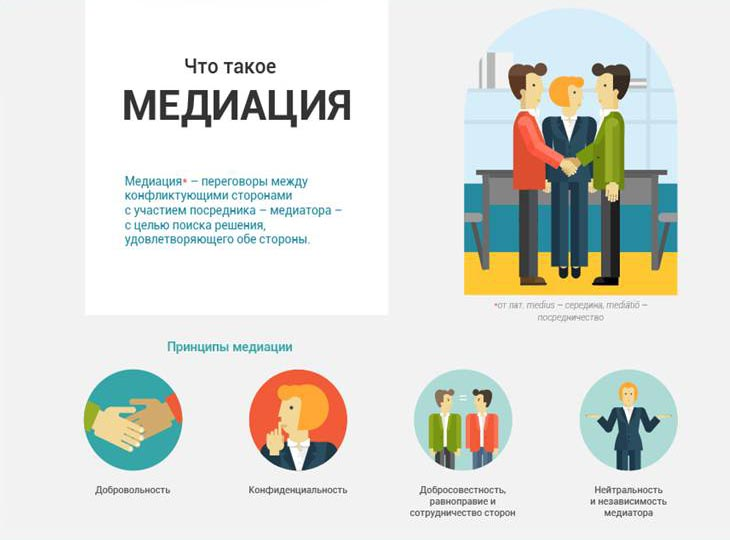 Что такое
МЕДИАЦИЯ
Медиация* – переговоры между
конфликтующими сторонами
с участием посредника – медиатора –
с целью поиска решения,
удовлетворяющего обе стороны.
*от лат. medius – середина, mediātiō –
посредничество
Принципы медиации
Добровольность
Конфиденциальность
Добросовестность,
равноправие и
сотрудничество сторон
Нейтральность
и независимость
медиатора